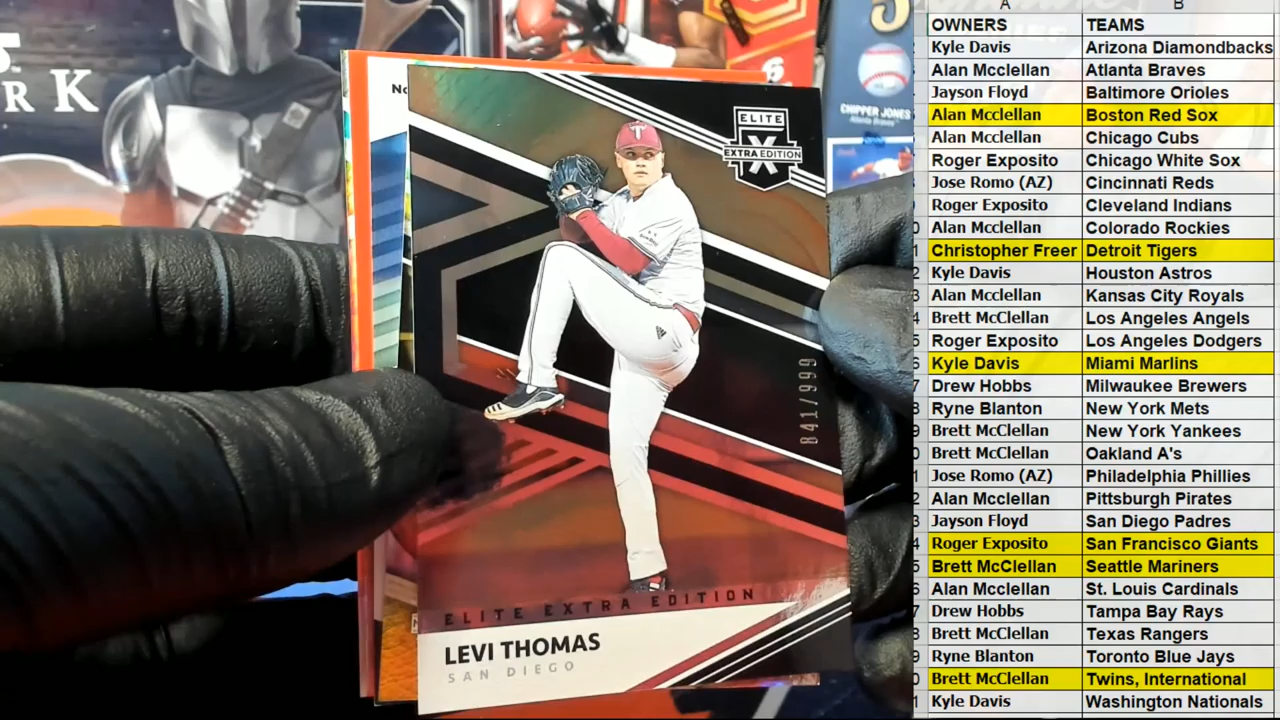 5
R K
No
5
CHIPPER JONES
Atlanta Braves
ELITE
X
EXTRA EDITION
T
841/999
ELITE EXTRA EDITION
LEVI THOMAS
SAN DIEGO
A B
OWNERS TEAMS
Kyle Davis Arizona Diamondbacks
Alan Mcclellan Atlanta Braves
Jayson Floyd Baltimore Orioles
Alan Mcclellan Boston Red Sox
Alan Mcclellan Chicago Cubs
Roger Exposito Chicago White Sox
Jose Romo (AZ) Cincinnati Reds
Roger Exposito Cleveland Indians
Alan Mcclellan Colorado Rockies
Christopher Freer Detroit Tigers
Kyle Davis Houston Astros
Alan Mcclellan Kansas City Royals
Brett McClellan Los Angeles Angels
Roger Exposito Los Angeles Dodgers
Kyle Davis Miami Marlins
Drew Hobbs Milwaukee Brewers
Ryne Blanton New York Mets
Brett McClellan New York Yankees
Brett McClellan Oakland A's
Jose Romo (AZ) Philadelphia Phillies
Alan Mcclellan Pittsburgh Pirates
Jayson Floyd San Diego Padres
Roger Exposito San Francisco Giants
Brett McClellan Seattle Mariners
Alan Mcclellan St. Louis Cardinals
Drew Hobbs Tampa Bay Rays
Brett McClellan Texas Rangers
Ryne Blanton Toronto Blue Jays
Brett McClellan Twins, International
Kyle Davis Washington Nationals